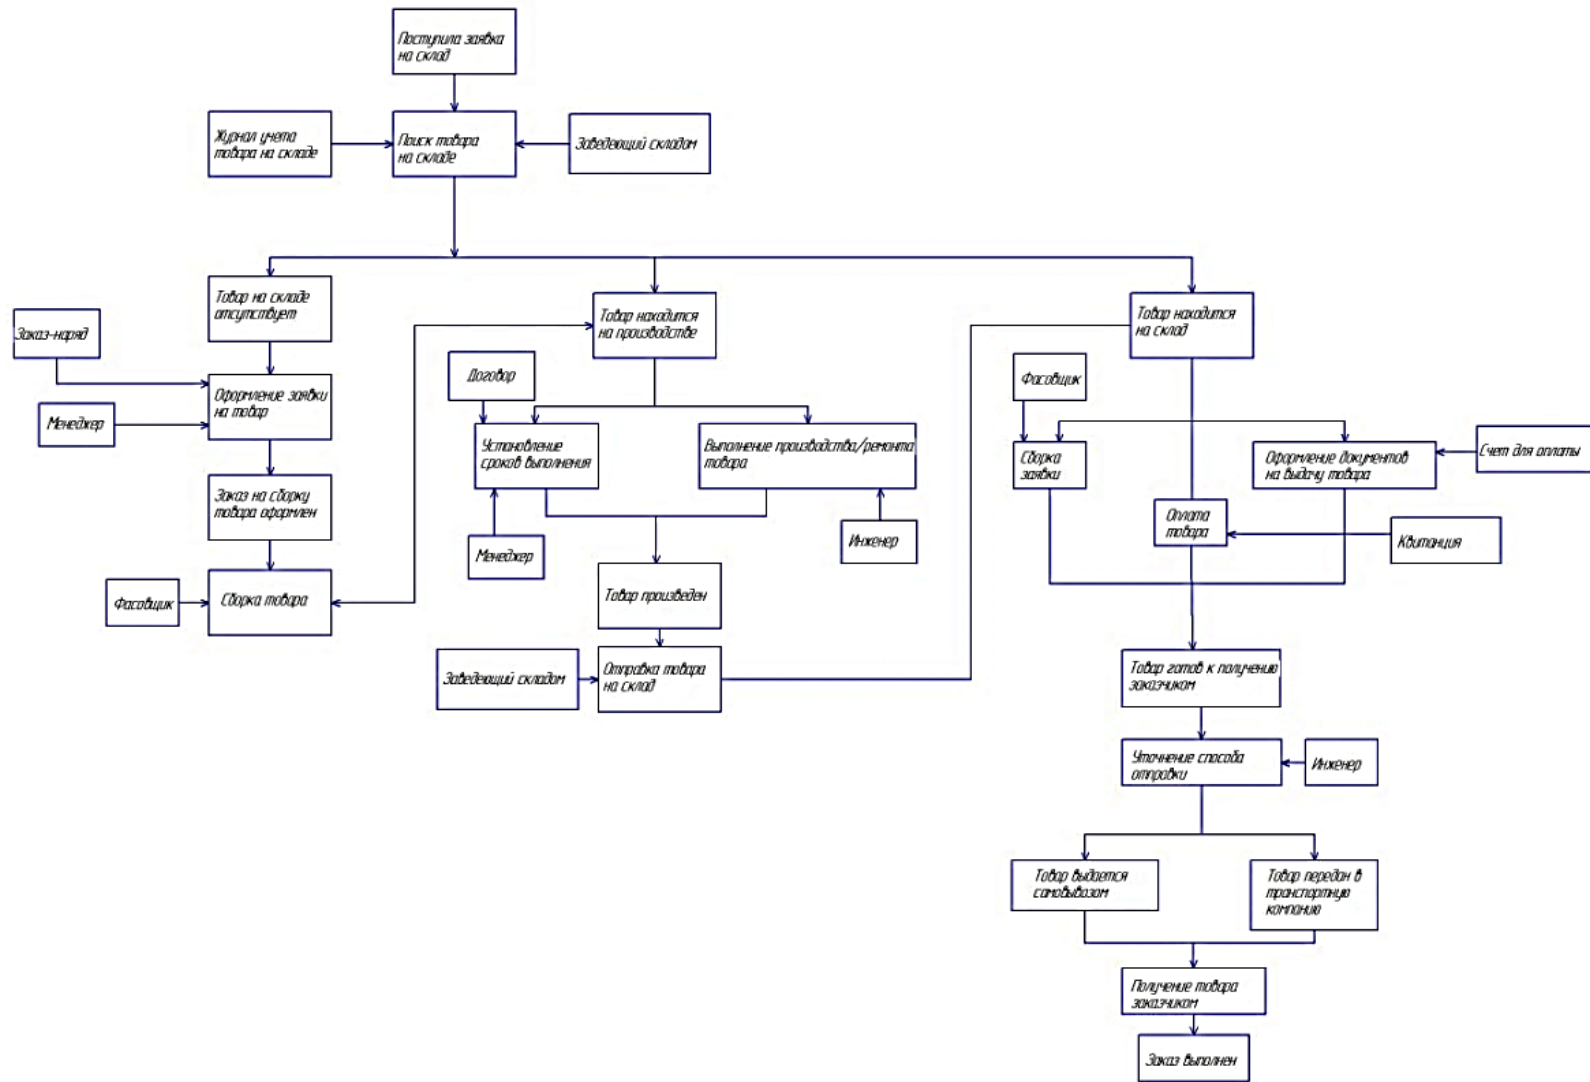 Поступила заявка
на склад
Журнал учета
товара на складе
Поиск товара
на складе
Заведеющий складом
Товар на складе
отсутствует
Товар находится
на производстве
Товар находится
на склад
Заказ-наряд
Договор
Фасовщик
Оформление заявки
на товар
Менеджер
Установление
сроков выполнения
Выполнение производства/ремонта
товара
Сборка
заявки
Оформление документов
на выдачу товара
Счет для оплаты
Заказ на сборку
товара оформлен
Менеджер
Инженер
Оплата
товара
Квитанция
Фасовщик
Сборка товара
Товар произведен
Заведеющий складом
Отправка товара
на склад
Товар готов к получению
заказчиком
Уточнение способа
отправки
Инженер
Товар выдается
самовывозом
Товар передан в
транспортную
компанию
Получение товара
заказчиком
Заказ выполнен